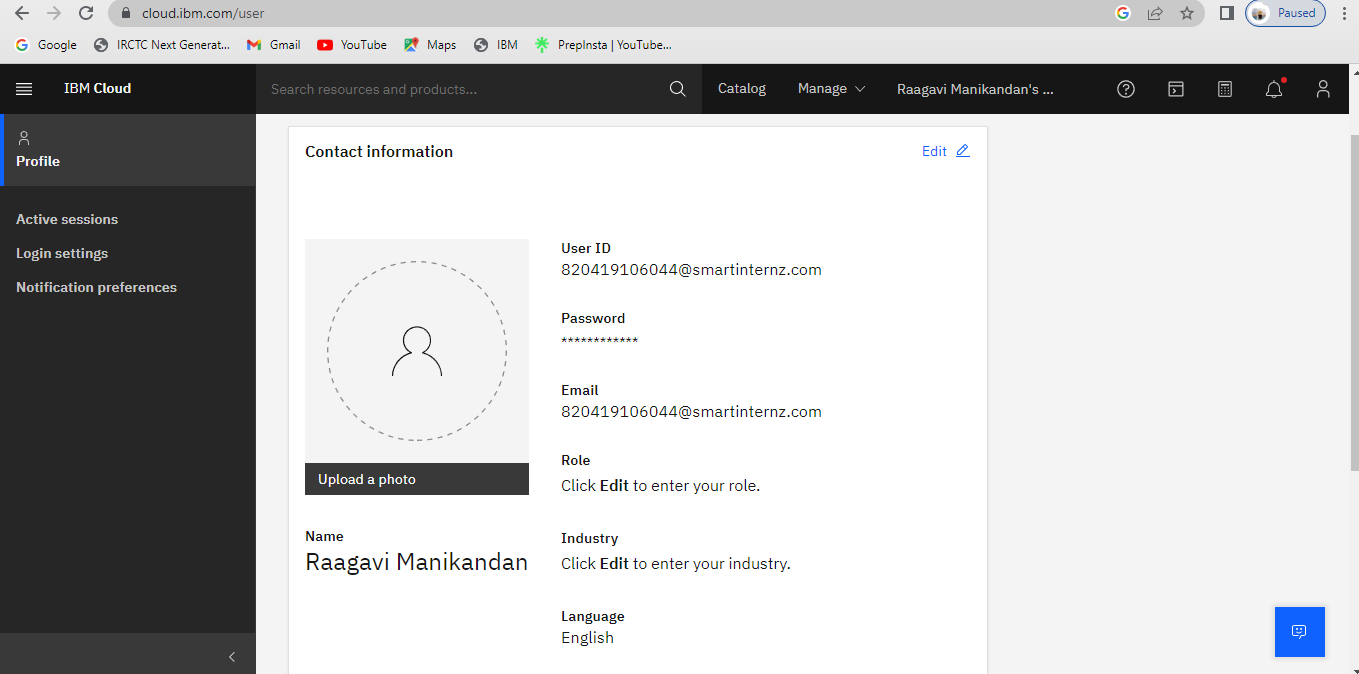 cloud.ibm.com/user
Paused
Google
IRCTC Next Generat...
Gmail
YouTube
Maps
IBM
PrepInsta | YouTube...
IBM Cloud
Search resources and products...
Catalog
Manage
Raagavi Manikandan's ...
Profile
Active sessions
Login settings
Notification preferences
Contact information
Edit
Upload a photo
Name
Raagavi Manikandan
User ID
820419106044@smartinternz.com
Password
************
Email
820419106044@smartinternz.com
Role
Click Edit to enter your role.
Industry
Click Edit to enter your industry.
Language
English